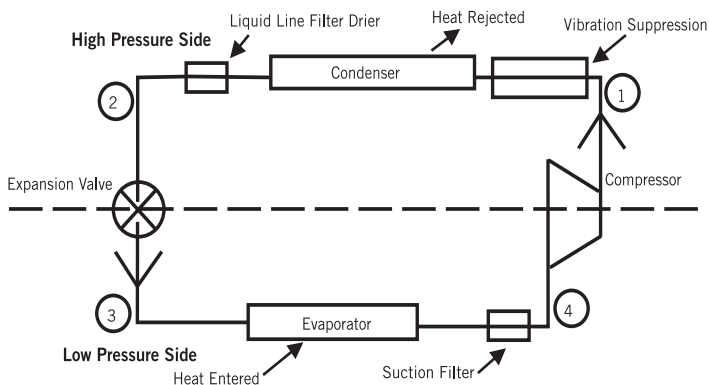 Liquid Line Filter Drier
Heat Rejected
Vibration Suppression
High Pressure Side
Condenser
2
1
Expansion Valve
Compressor
3
4
Evaporator
Low Pressure Side
Heat Entered
Suction Filter